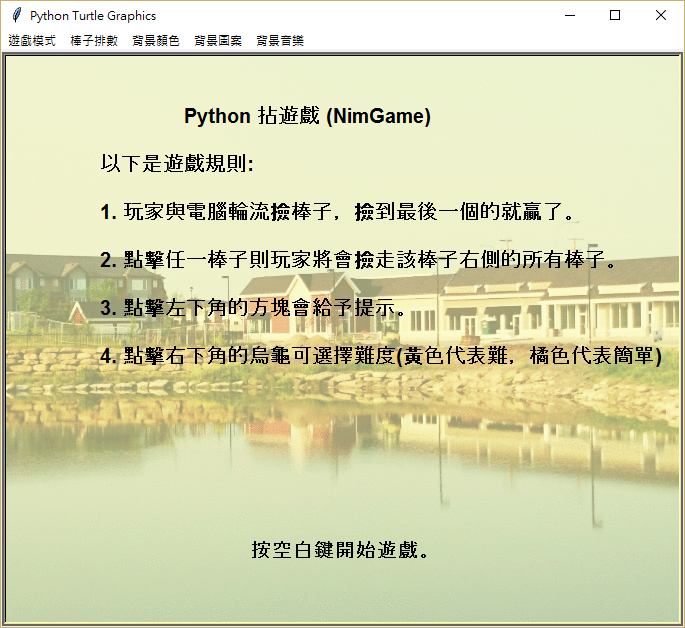 Python Turtle Graphics
遊戲模式 棒子排數 背景顏色 背景圖案 背景音樂
Python 拈遊戲 (NimGame)
以下是遊戲規則:
1. 玩家與電腦輪流撿棒子，撿到最後一個的就贏了。
2. 點擊任一棒子則玩家將會撿走該棒子右側的所有棒子。
3. 點擊左下角的方塊會給予提示。
4. 點擊右下角的烏龜可選擇難度(黃色代表難，橘色代表簡單)
按空白鍵開始遊戲。